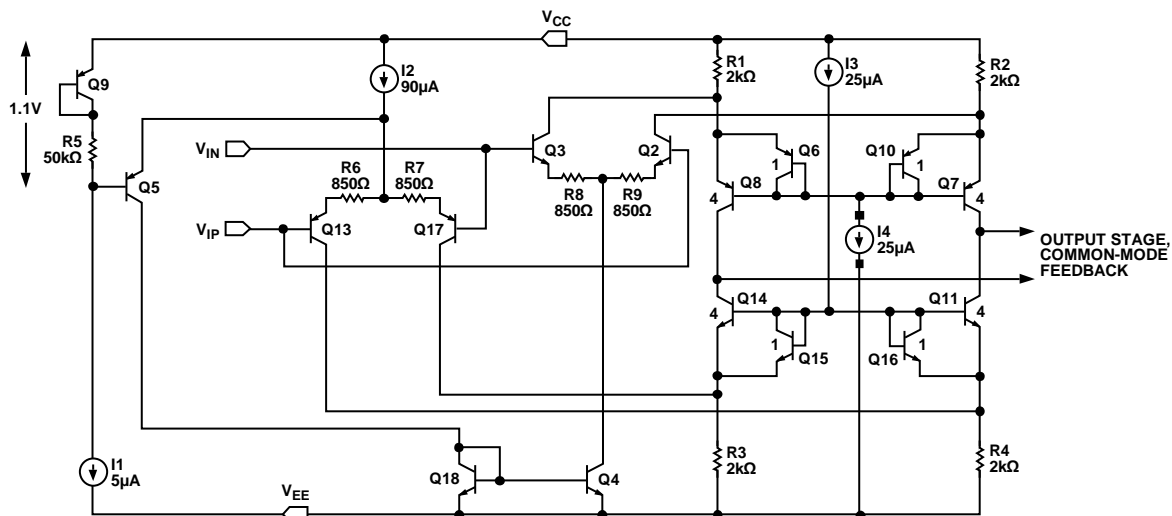 VCC
1.1V
Q9
R5
50kΩ
Q5
I2
90µA
VIN
VIP
R6
850Ω
R7
850Ω
Q13
Q17
Q3
Q2
R8
850Ω
R9
850Ω
R1
2kΩ
I3
25µA
R2
2kΩ
Q6
1
Q10
1
Q8
4
Q7
4
I4
25µA
OUTPUT STAGE,
COMMON-MODE
FEEDBACK
Q14
4
Q11
4
1
Q15
Q16
1
R3
2kΩ
R4
2kΩ
I1
5µA
Q18
Q4
VEE